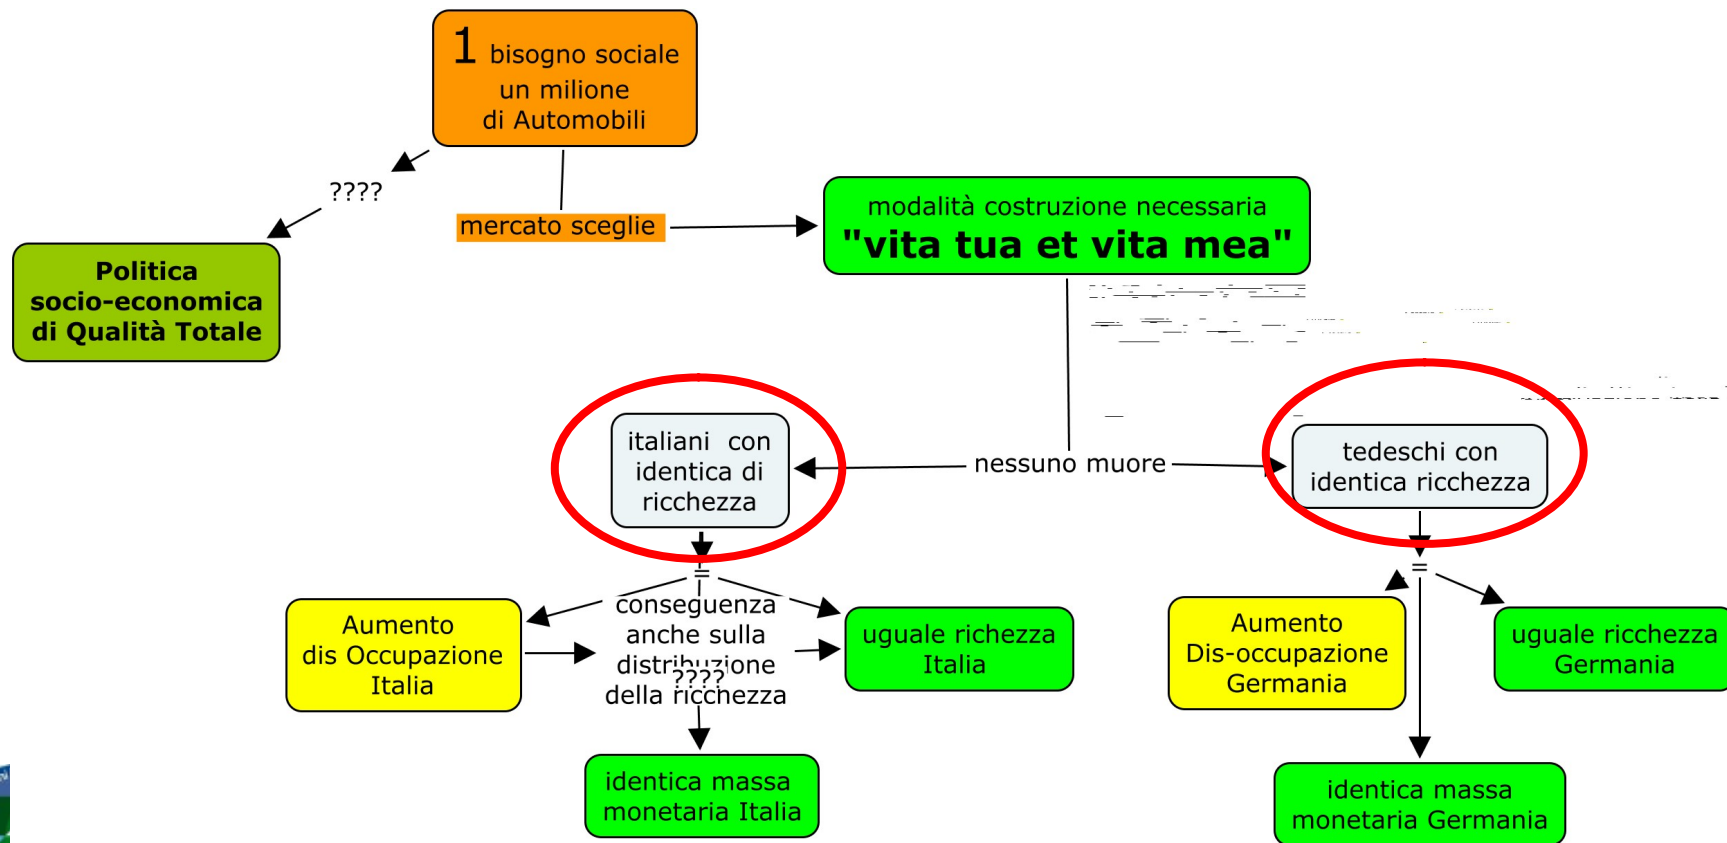 1 bisogno sociale
un milione
di Automobili
????
mercato sceglie
modalità costruzione necessaria
"vita tua et vita mea"
Politica
socio-economica
di Qualità Totale
italiani con
identica di
ricchezza
nessuno muore
tedeschi con
identica ricchezza
=
=
Aumento
dis Occupazione
Italia
conseguenza
anche sulla
distribuzione
????
della ricchezza
uguale richezza
Italia
Aumento
Dis-occupazione
Germania
uguale ricchezza
Germania
identica massa
monetaria Italia
identica massa
monetaria Germania